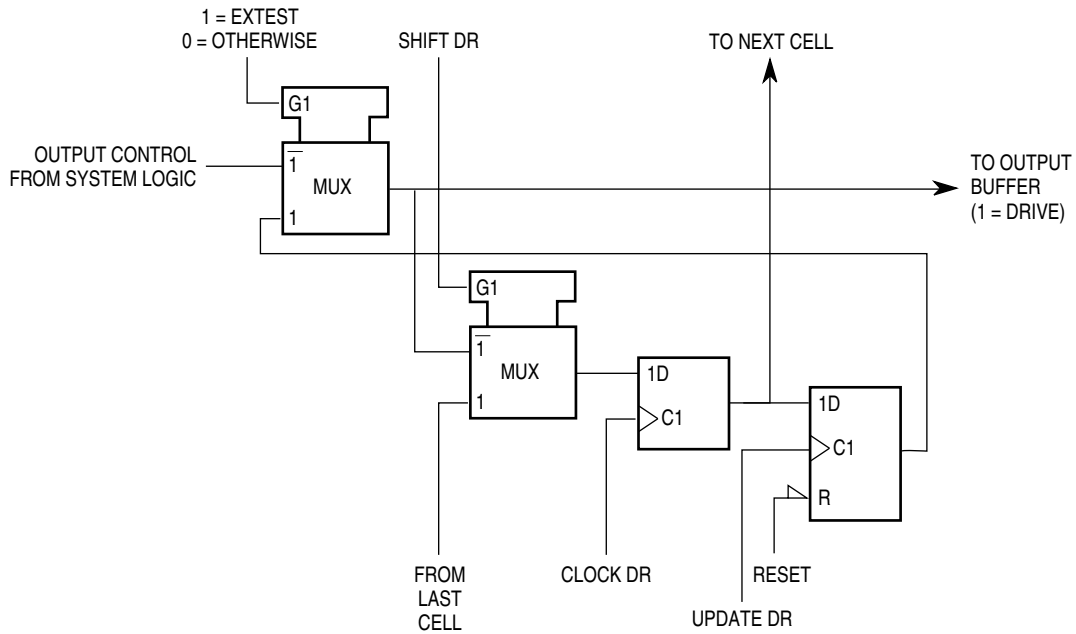 1 = EXTEST
0 = OTHERWISE
SHIFT DR
TO NEXT CELL
G1
OUTPUT CONTROL
FROM SYSTEM LOGIC
1
MUX
1
TO OUTPUT
BUFFER
(1 = DRIVE)
G1
1
MUX
1
1D
C1
1D
C1
R
FROM
LAST
CELL
CLOCK DR
RESET
UPDATE DR